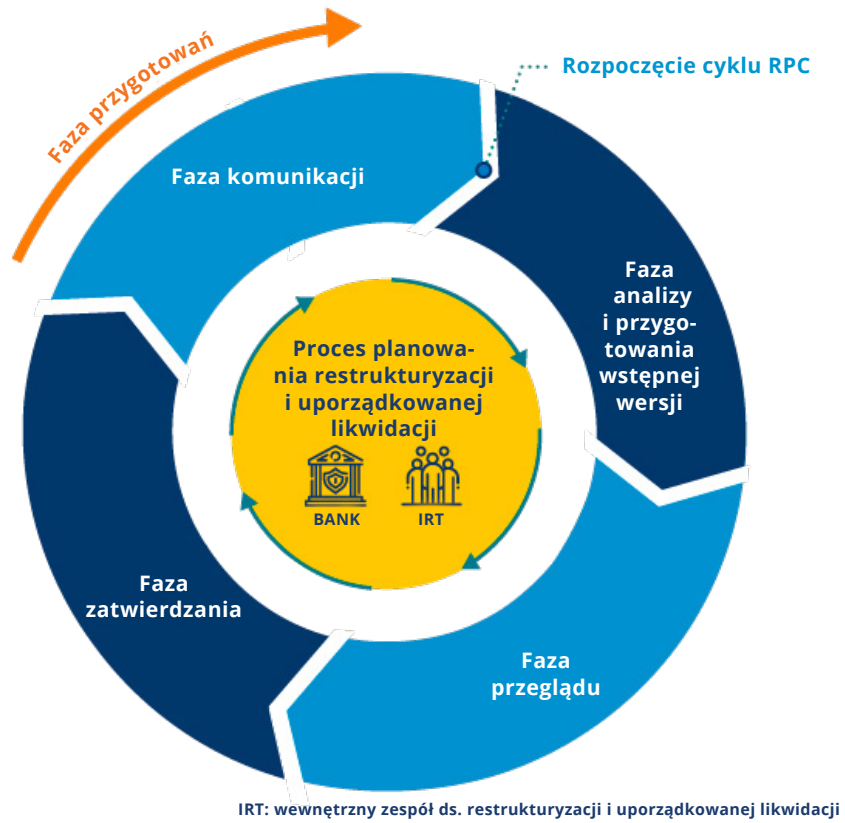 Faza przygotowań
Rozpoczęcie cyklu RPC
Faza komunikacji
Faza
analizy
i przygo-
towania
wstępnej
wersji
Proces planowa-
nia restrukturyzacji
i uporządkowanej
likwidacji
BANK
IRT
Faza
zatwierdzania
Faza
przeglądu
IRT: wewnętrzny zespół ds. restrukturyzacji i uporządkowanej likwidacji